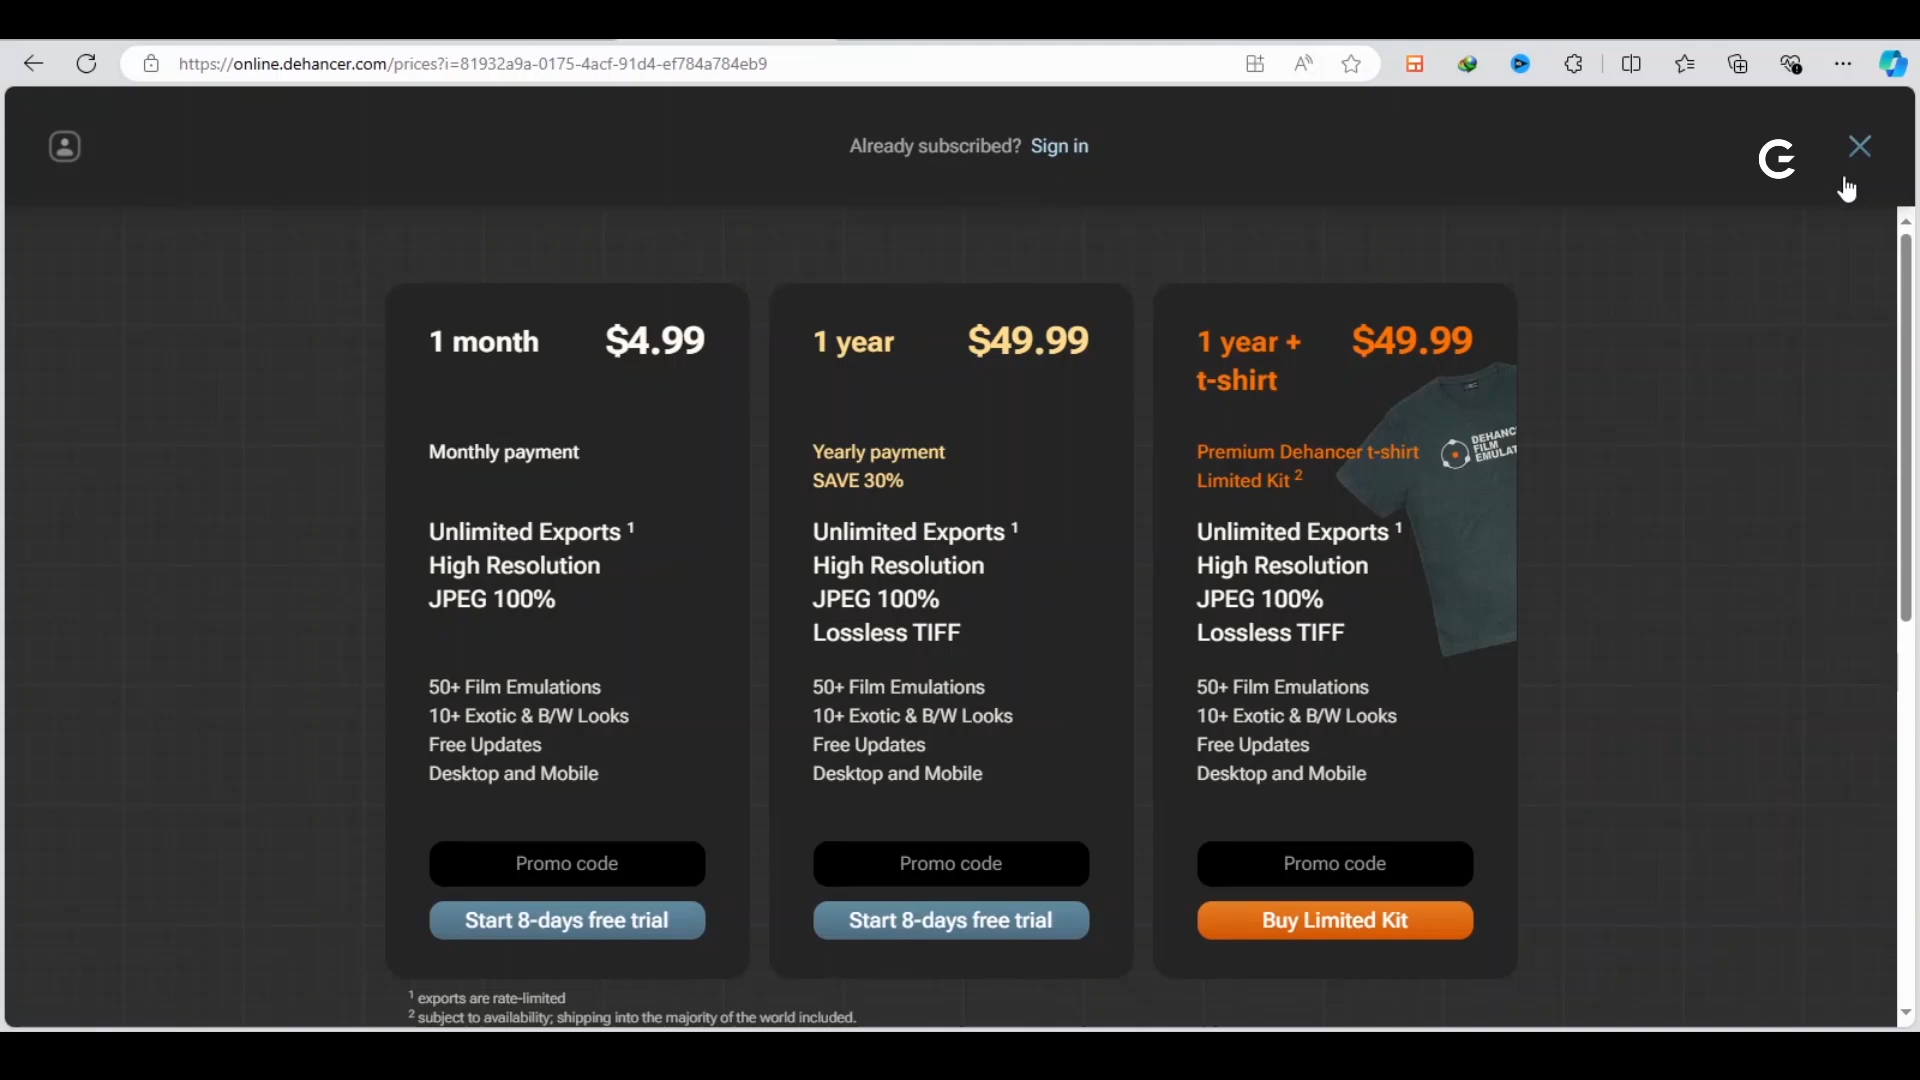 https://online.dehancer.com/prices?i=81932a9a-0175-4acf-91d4-ef784a784eb9
Already subscribed? Sign in
1 month $4.99
Monthly payment
Unlimited Exports 1
High Resolution
JPEG 100%
50+ Film Emulations
10+ Exotic & B/W Looks
Free Updates
Desktop and Mobile
Promo code
Start 8-days free trial
1 year $49.99
Yearly payment
SAVE 30%
Unlimited Exports 1
High Resolution
JPEG 100%
Lossless TIFF
50+ Film Emulations
10+ Exotic & B/W Looks
Free Updates
Desktop and Mobile
Promo code
Start 8-days free trial
1 year + $49.99
t-shirt
Premium Dehancer t-shirt
Limited Kit 2
DEHANC
FILM
EMULAT
Unlimited Exports 1
High Resolution
JPEG 100%
Lossless TIFF
50+ Film Emulations
10+ Exotic & B/W Looks
Free Updates
Desktop and Mobile
Promo code
Buy Limited Kit
1 exports are rate-limited
2 subject to availability; shipping into the majority of the world included.